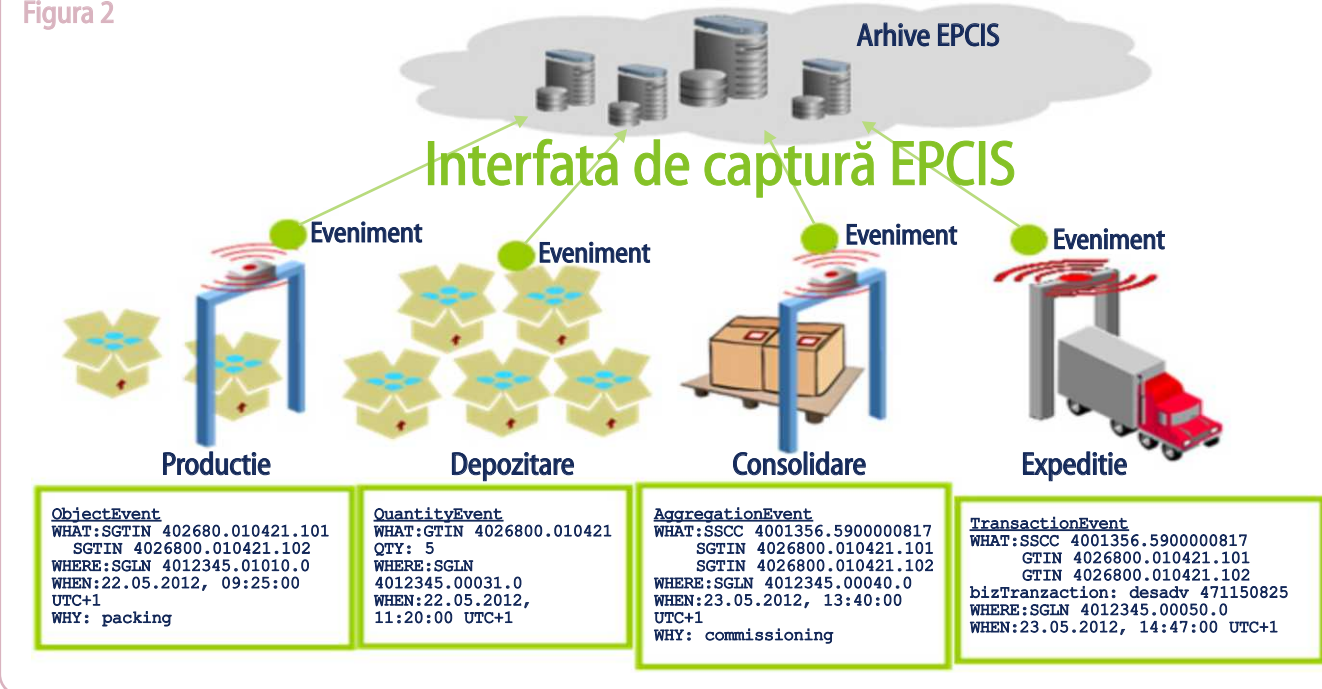 Figura 2
Arhive EPCIS
Interfata de captură EPCIS
Eveniment
Eveniment
Eveniment
Eveniment
Productie
Depozitare
Consolidare
Expeditie
ObjectEvent
WHAT:SGTIN 402680.010421.101
SGTIN 4026800.010421.102
WHERE:SGLN 4012345.01010.0
WHEN:22.05.2012, 09:25:00
UTC+1
WHY: packing
QuantityEvent
WHAT:GTIN 4026800.010421
QTY: 5
WHERE:SGLN
4012345.00031.0
WHEN:22.05.2012,
11:20:00 UTC+1
AggregationEvent
WHAT:SSCC 4001356.5900000817
SGTIN 4026800.010421.101
SGTIN 4026800.010421.102
WHERE:SGLN 4012345.00040.0
WHEN:23.05.2012, 13:40:00
UTC+1
WHY: commissioning
TransactionEvent
WHAT:SSCC 4001356.5900000817
GTIN 4026800.010421.101
GTIN 4026800.010421.102
bizTranzaction: desadv 471150825
WHERE:SGLN 4012345.00050.0
WHEN:23.05.2012, 14:47:00 UTC+1